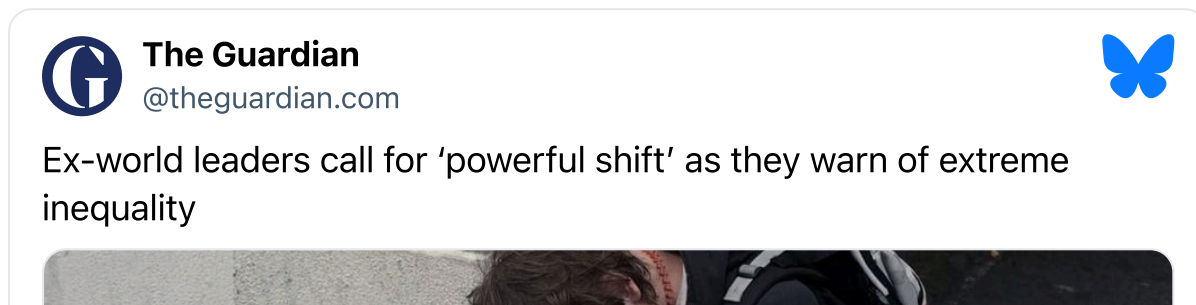 The Guardian
@theguardian.com
Ex-world leaders call for ‘powerful shift’ as they warn of extreme
inequality